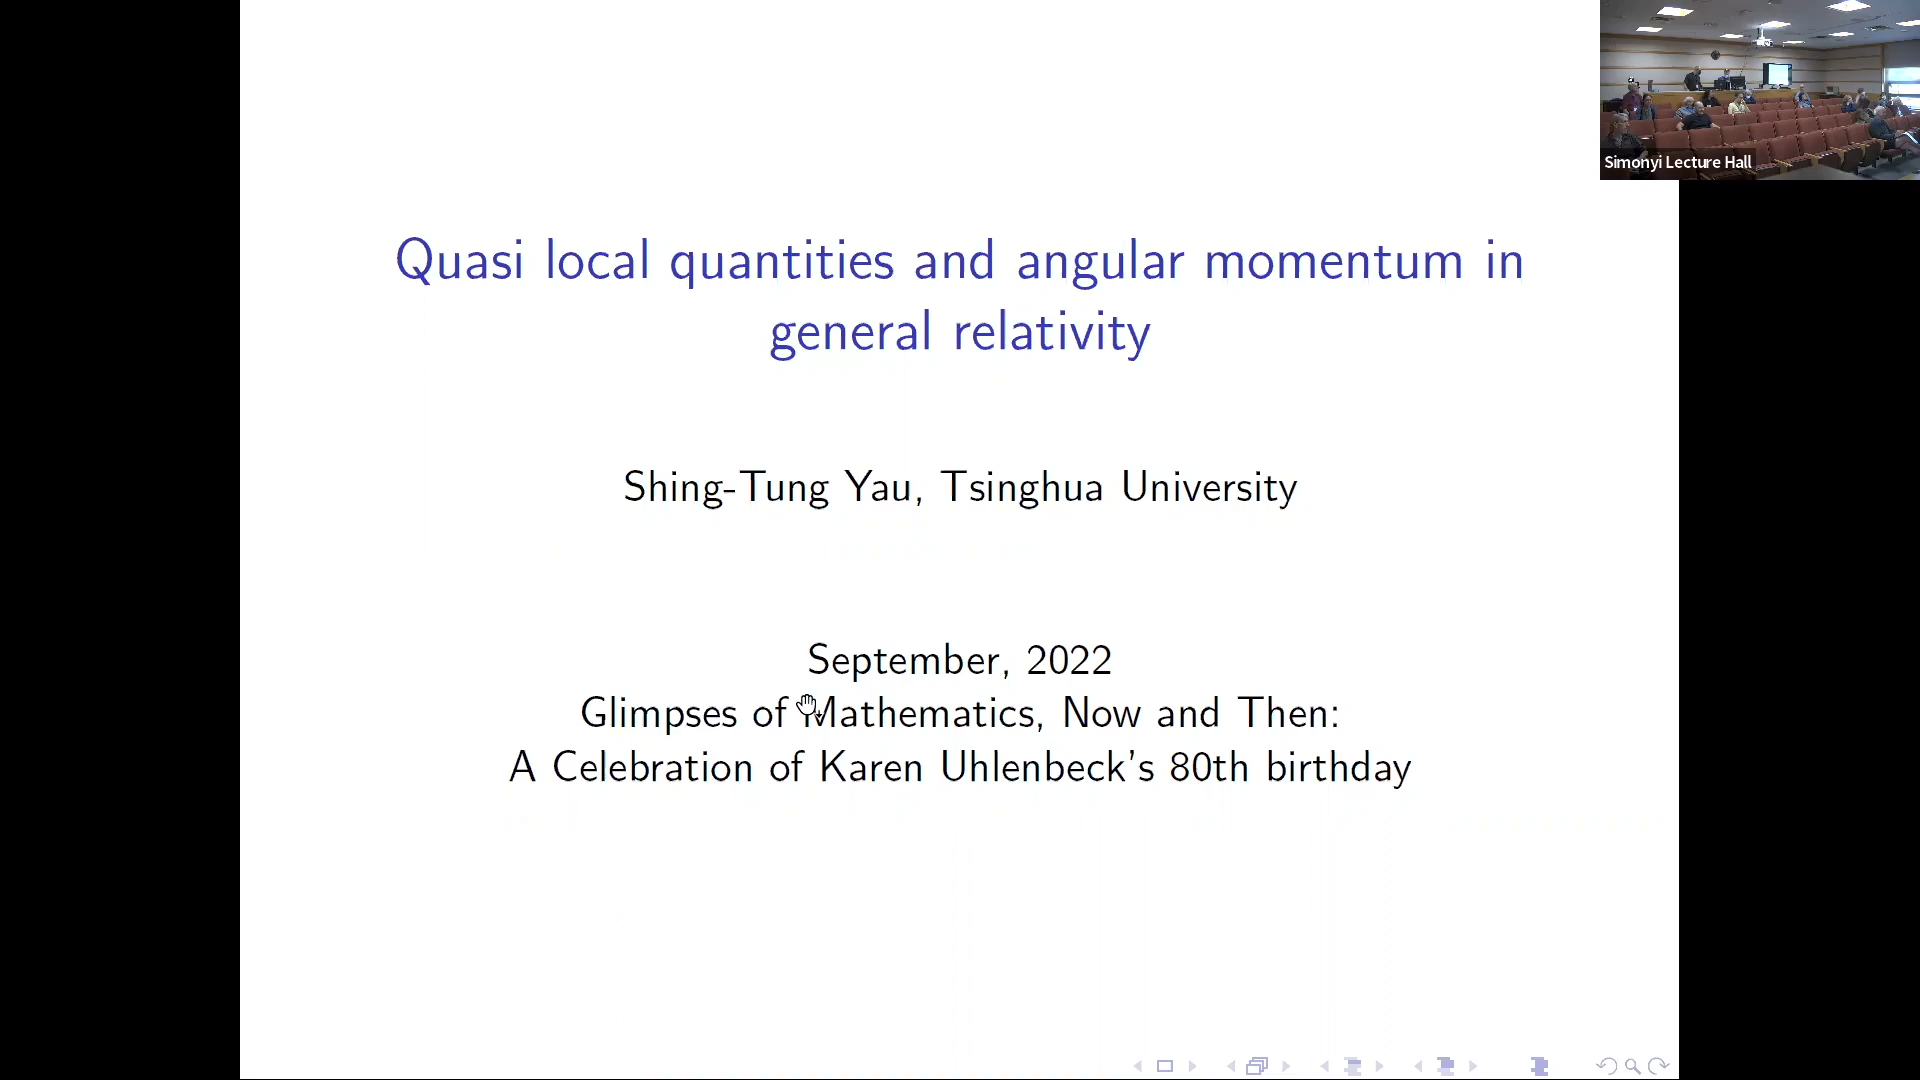 Simonyi Lecture Hall
Quasi local quantities and angular momentum in
general relativity
Shing-Tung Yau, Tsinghua University
September, 2022
Glimpses of Mathematics, Now and Then:
A Celebration of Karen Uhlenbeck's 80th birthday